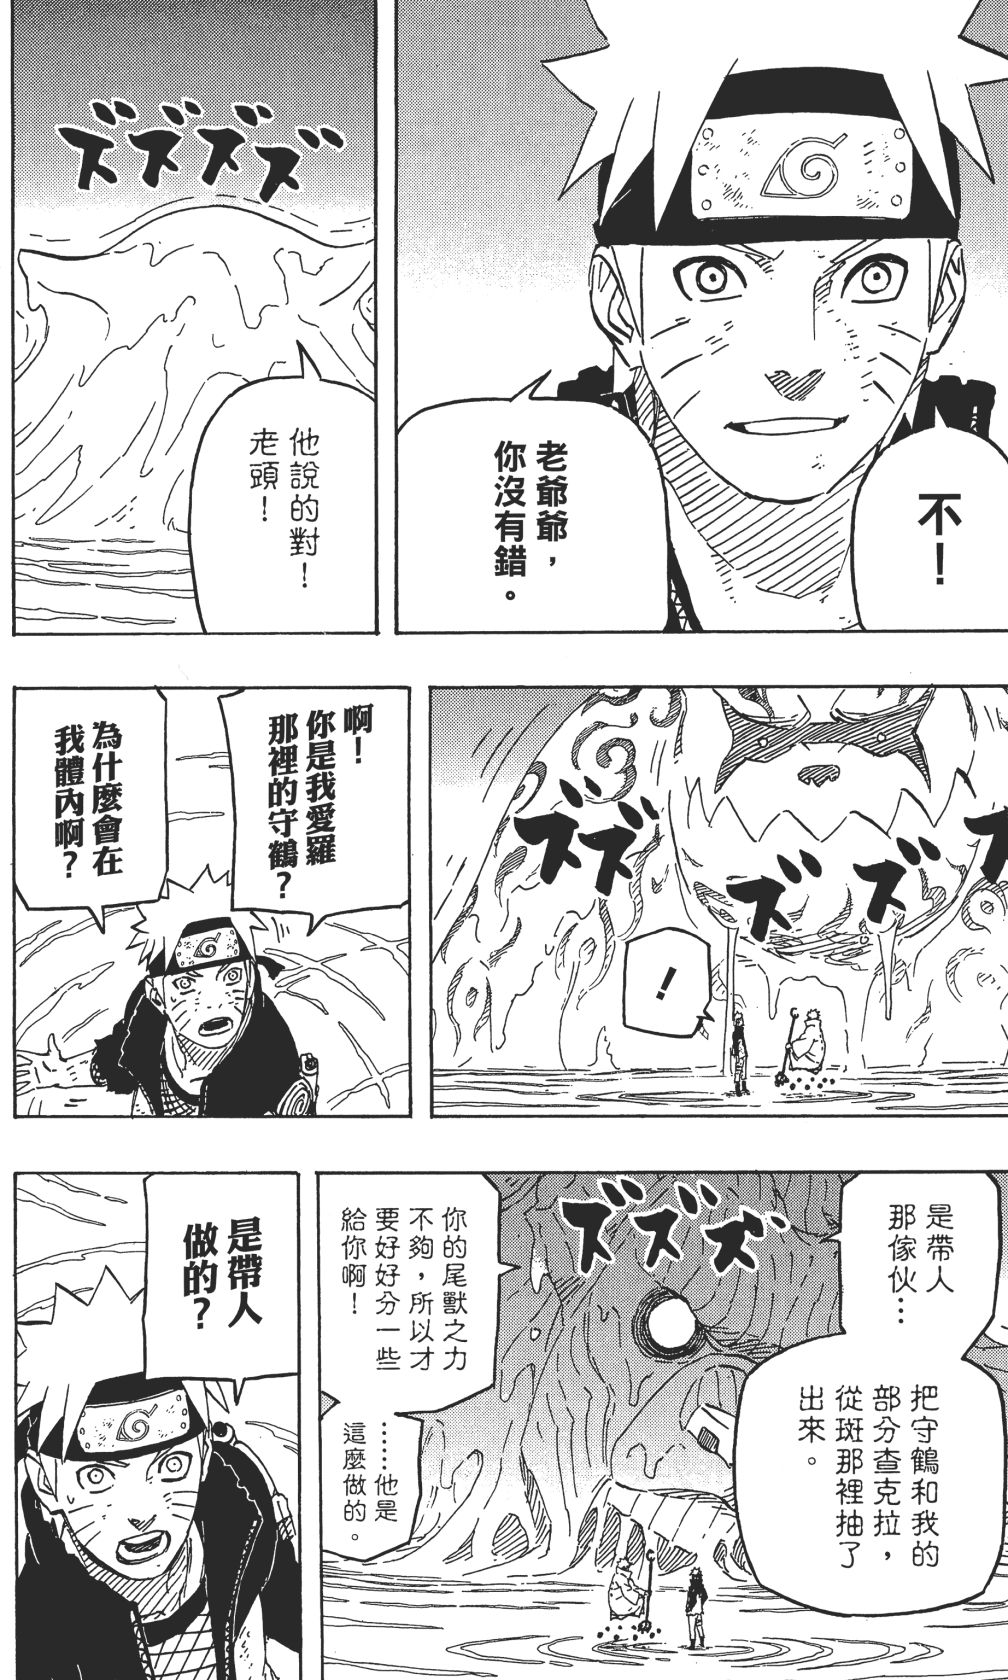 不！
老爺爺，
你沒有錯。
ズズズズ
他說的對！
老頭！
ズズ
ズ
ズ
ズ
！
啊！
你是我愛羅
那裡的守鶴？
為什麼會在
我體內啊？
是帶人
那傢伙…
把守鶴和我的
部分查克拉，
從斑那裡抽了
出來。
ズズズ
你的尾獸之力
不夠，所以才
要好好分一些
給你啊！
……他是
這麼做的。
是帶人
做的？